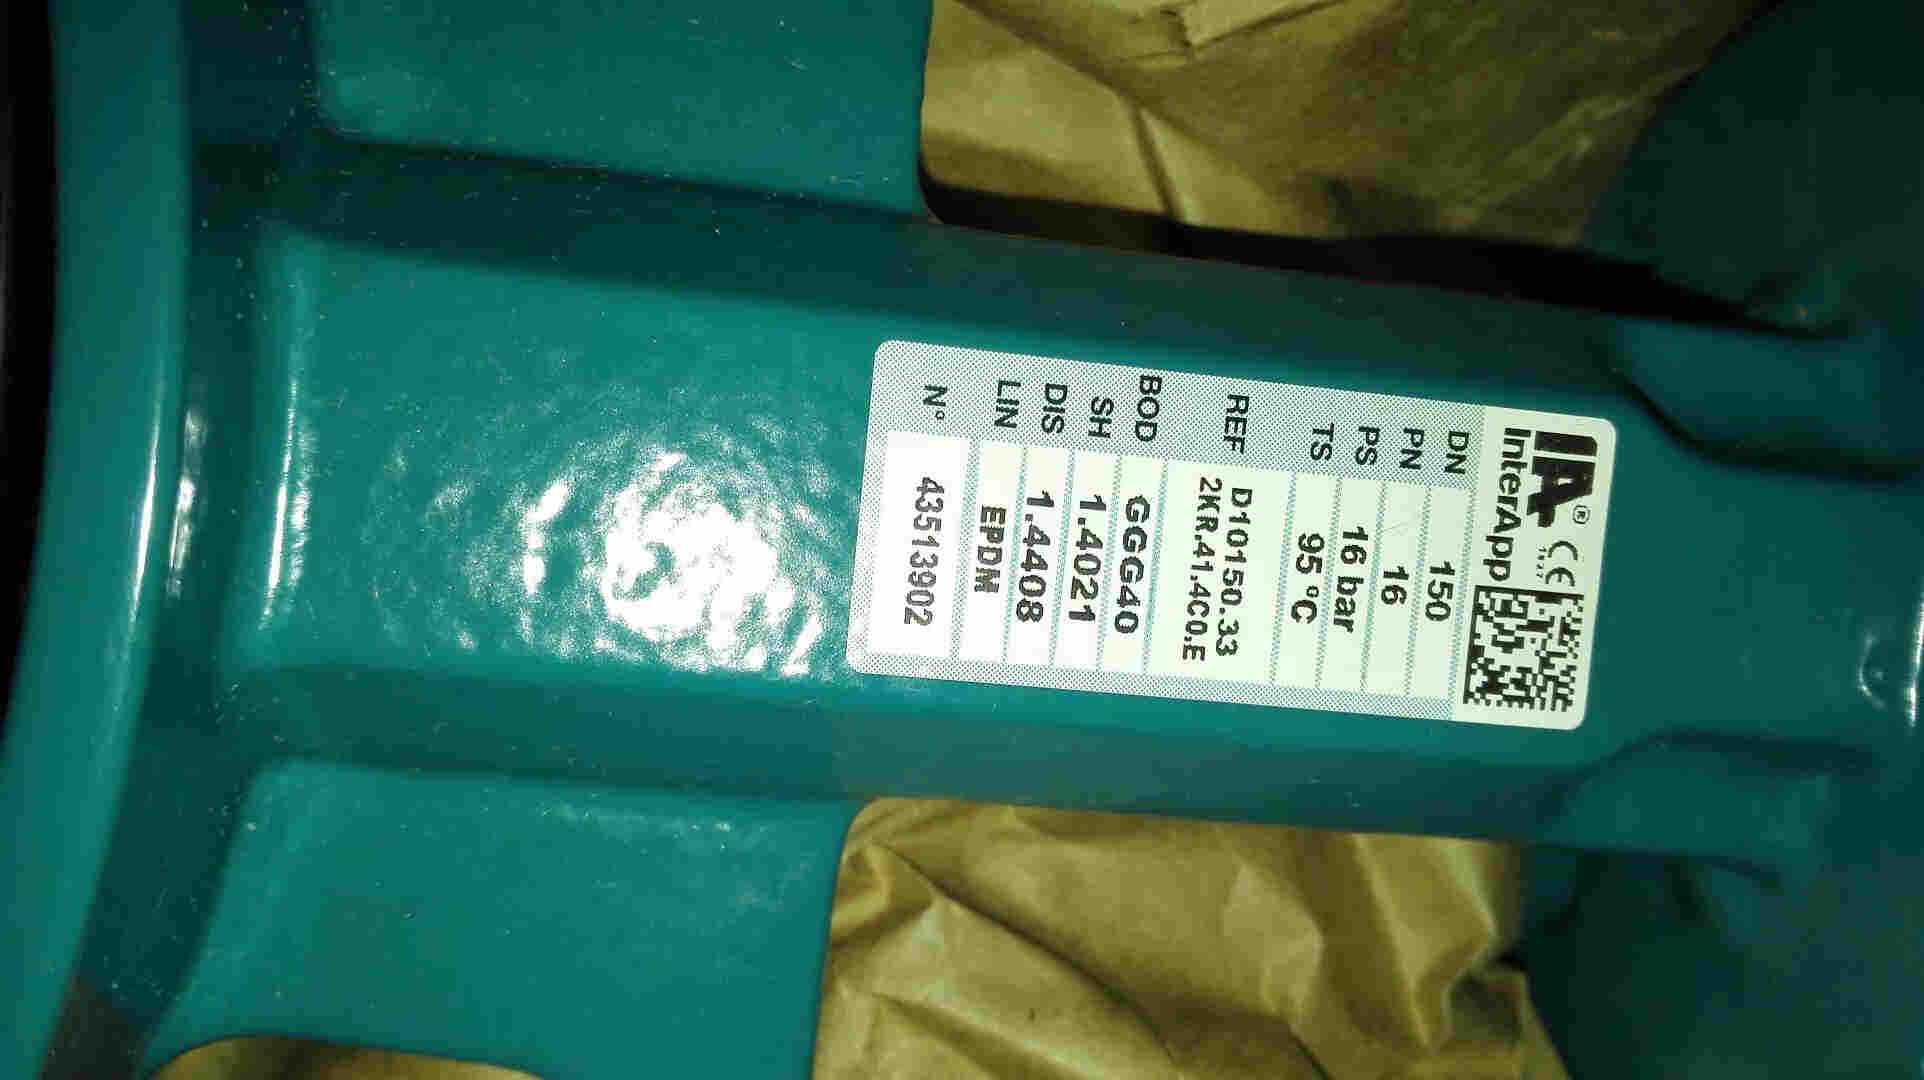 IA® CE
InterApp
DN 150
PN 16
PS 16 bar
TS 95 °C
REF D10150.33
2KR.41.4C0.E
BOD GGG40
SH 1.4021
DIS 1.4408
LIN EPDM
N° 43513902